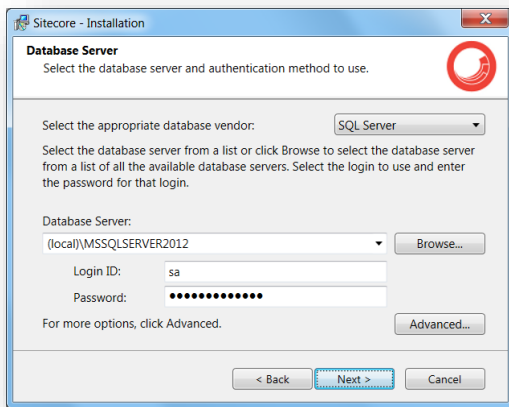 Sitecore - Installation
Database Server
Select the database server and authentication method to use.
Select the appropriate database vendor: SQL Server
Select the database server from a list or click Browse to select the database server
from a list of all the available database servers. Select the login to use and enter
the password for that login.
Database Server:
(local)\MSSQLSERVER2012 Browse...
Login ID: sa
Password: •••••••••••••
For more options, click Advanced. Advanced...
< Back Next > Cancel